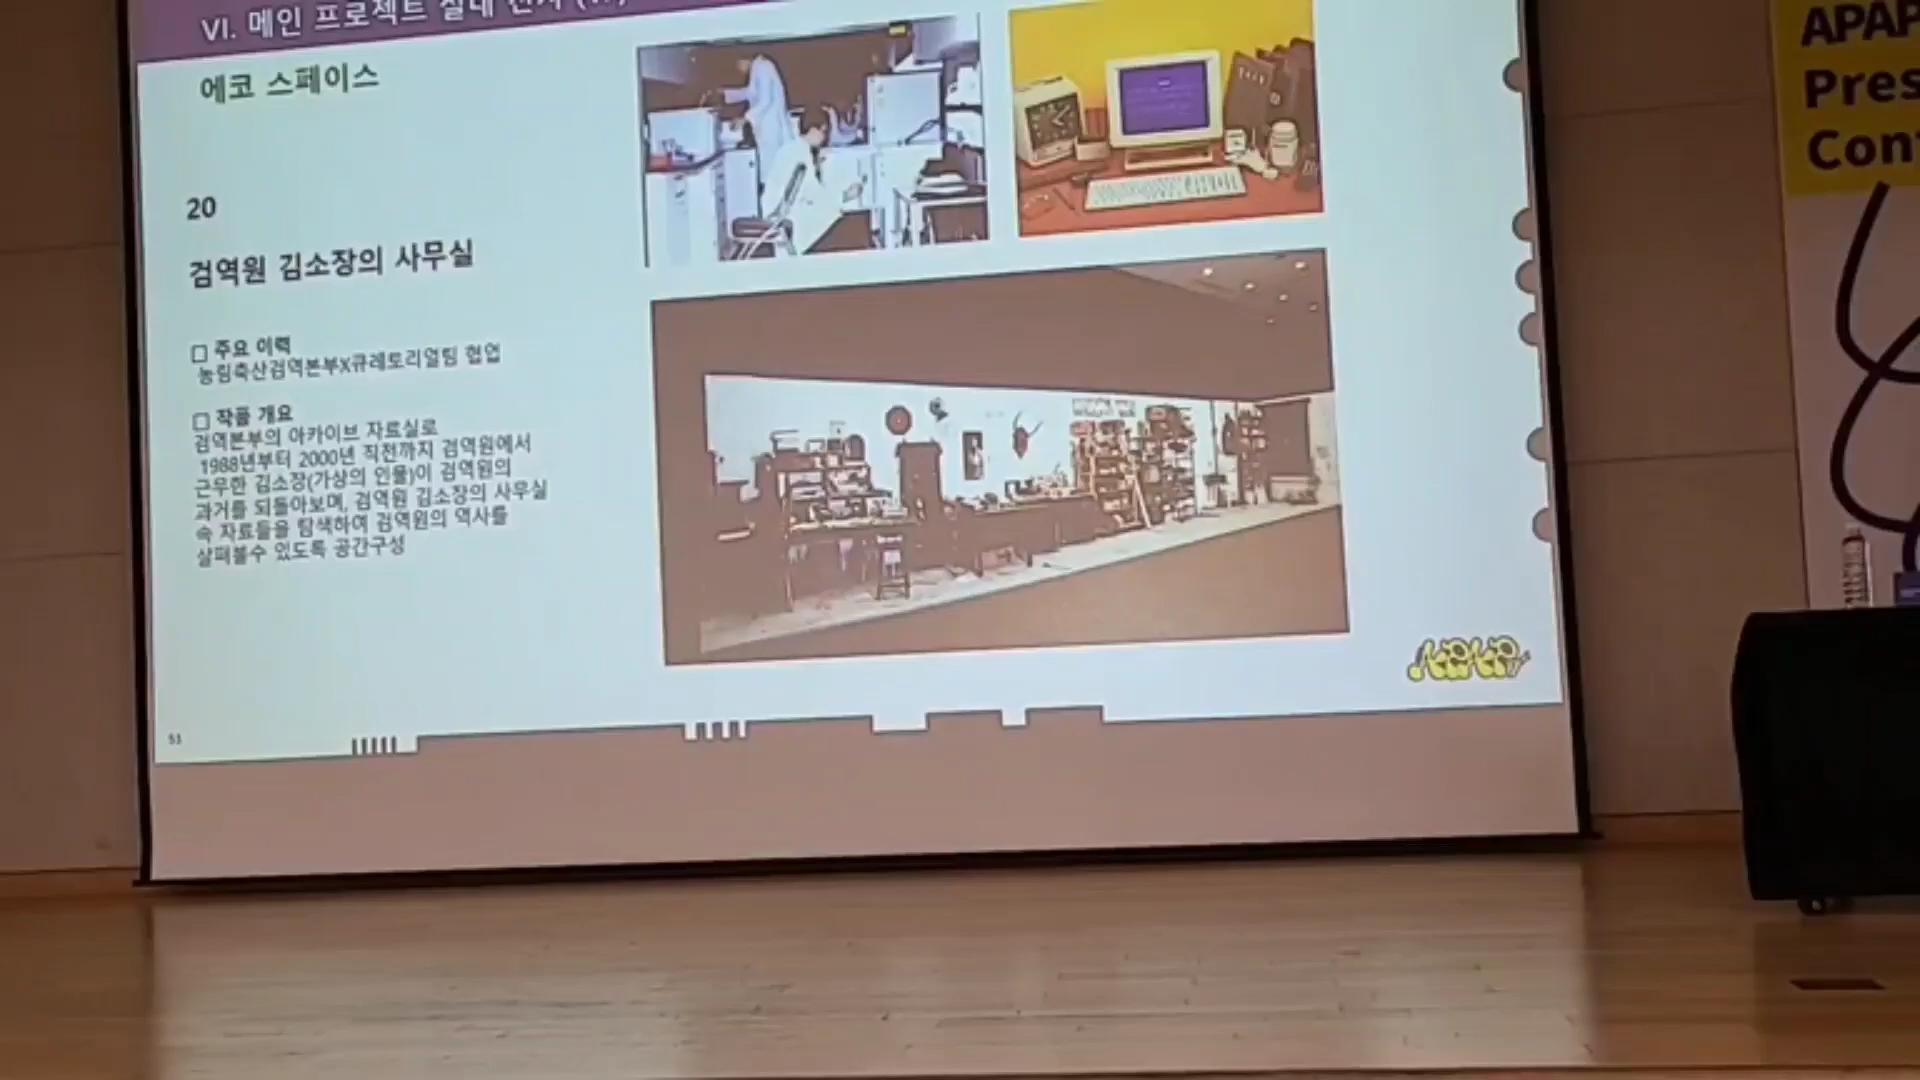 VI. 메인 프로젝트 실내 전시
에코 스페이스
20
검역원 김소장의 사무실
□ 주요 이력
농림축산검역본부X큐레토리얼팀 협업
□ 작품 개요
검역본부의 아카이브 자료실로
1988년부터 2000년 직전까지 검역원에서
근무한 김소장(가상의 인물)이 검역원의
과거를 되돌아보며, 검역원 김소장의 사무실
속 자료들을 탐색하여 검역원의 역사를
살펴볼수 있도록 공간구성
51
APAP
Pres
Con